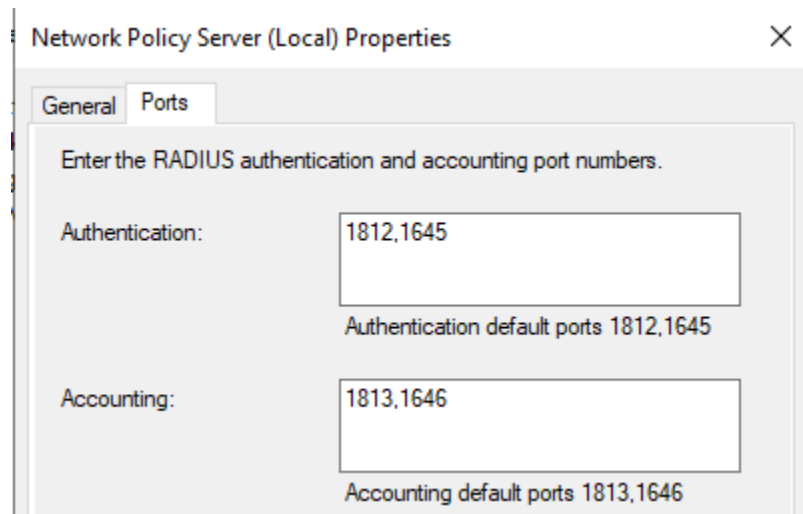 Network Policy Server (Local) Properties
General Ports
Enter the RADIUS authentication and accounting port numbers.
Authentication: 1812,1645
Authentication default ports 1812,1645
Accounting: 1813,1646
Accounting default ports 1813,1646